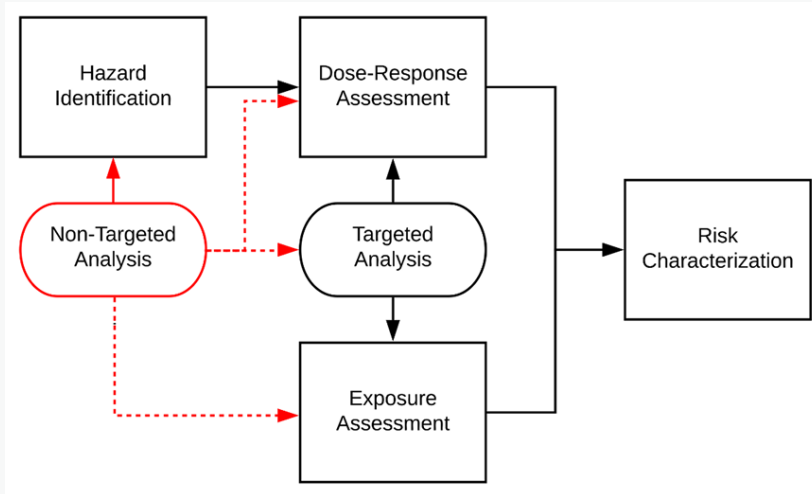 Hazard
Identification
Dose-Response
Assessment
Non-Targeted
Analysis
Targeted
Analysis
Risk
Characterization
Exposure
Assessment